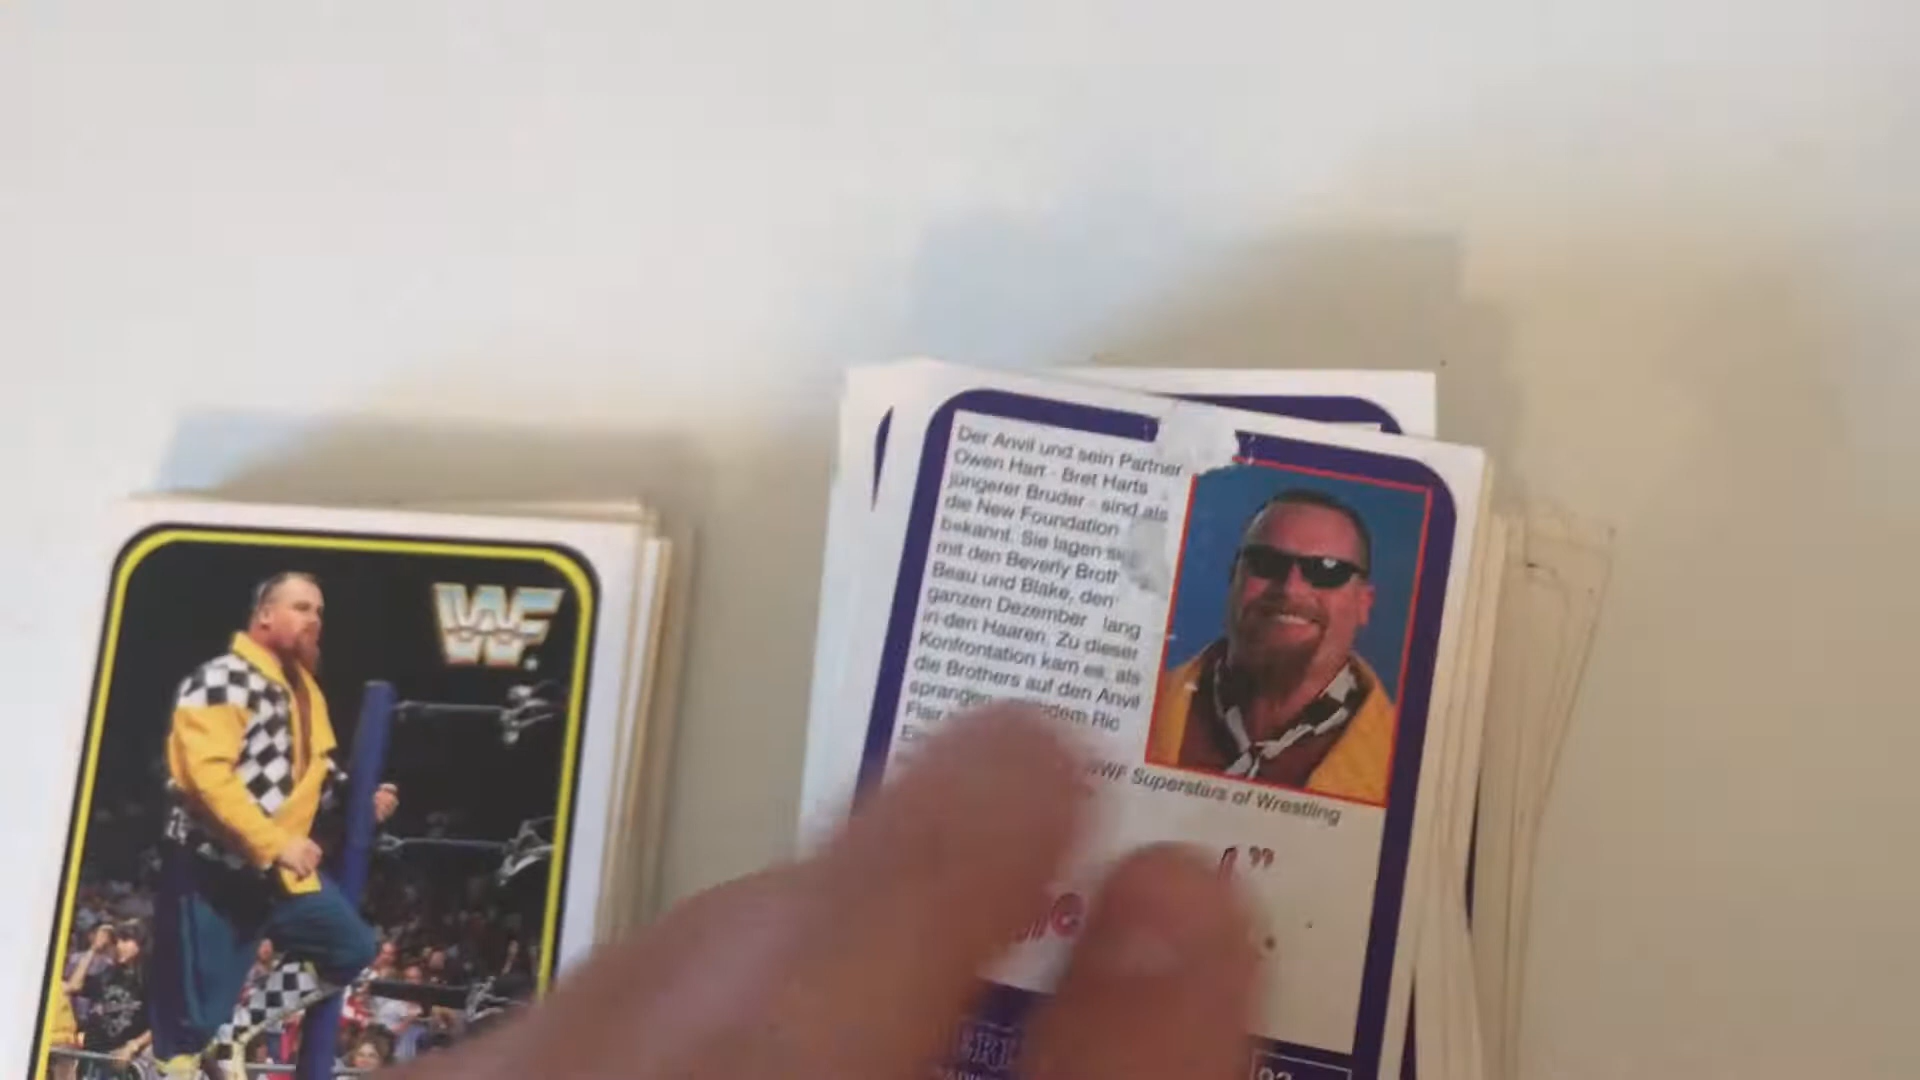 WF
Der Anvil und sein Partner
Owen Hart - Bret Harts
jüngerer Bruder - sind als
die New Foundation
bekannt. Sie lagen
mit den Beverly
Beau und Blake, den
ganzen Dezember lang
in den Haaren. Zu dieser
Konfrontation kam es, als
die Brothers auf den Anvil
sprangen, Ric
Flair
WWF Superstars of Wrestling